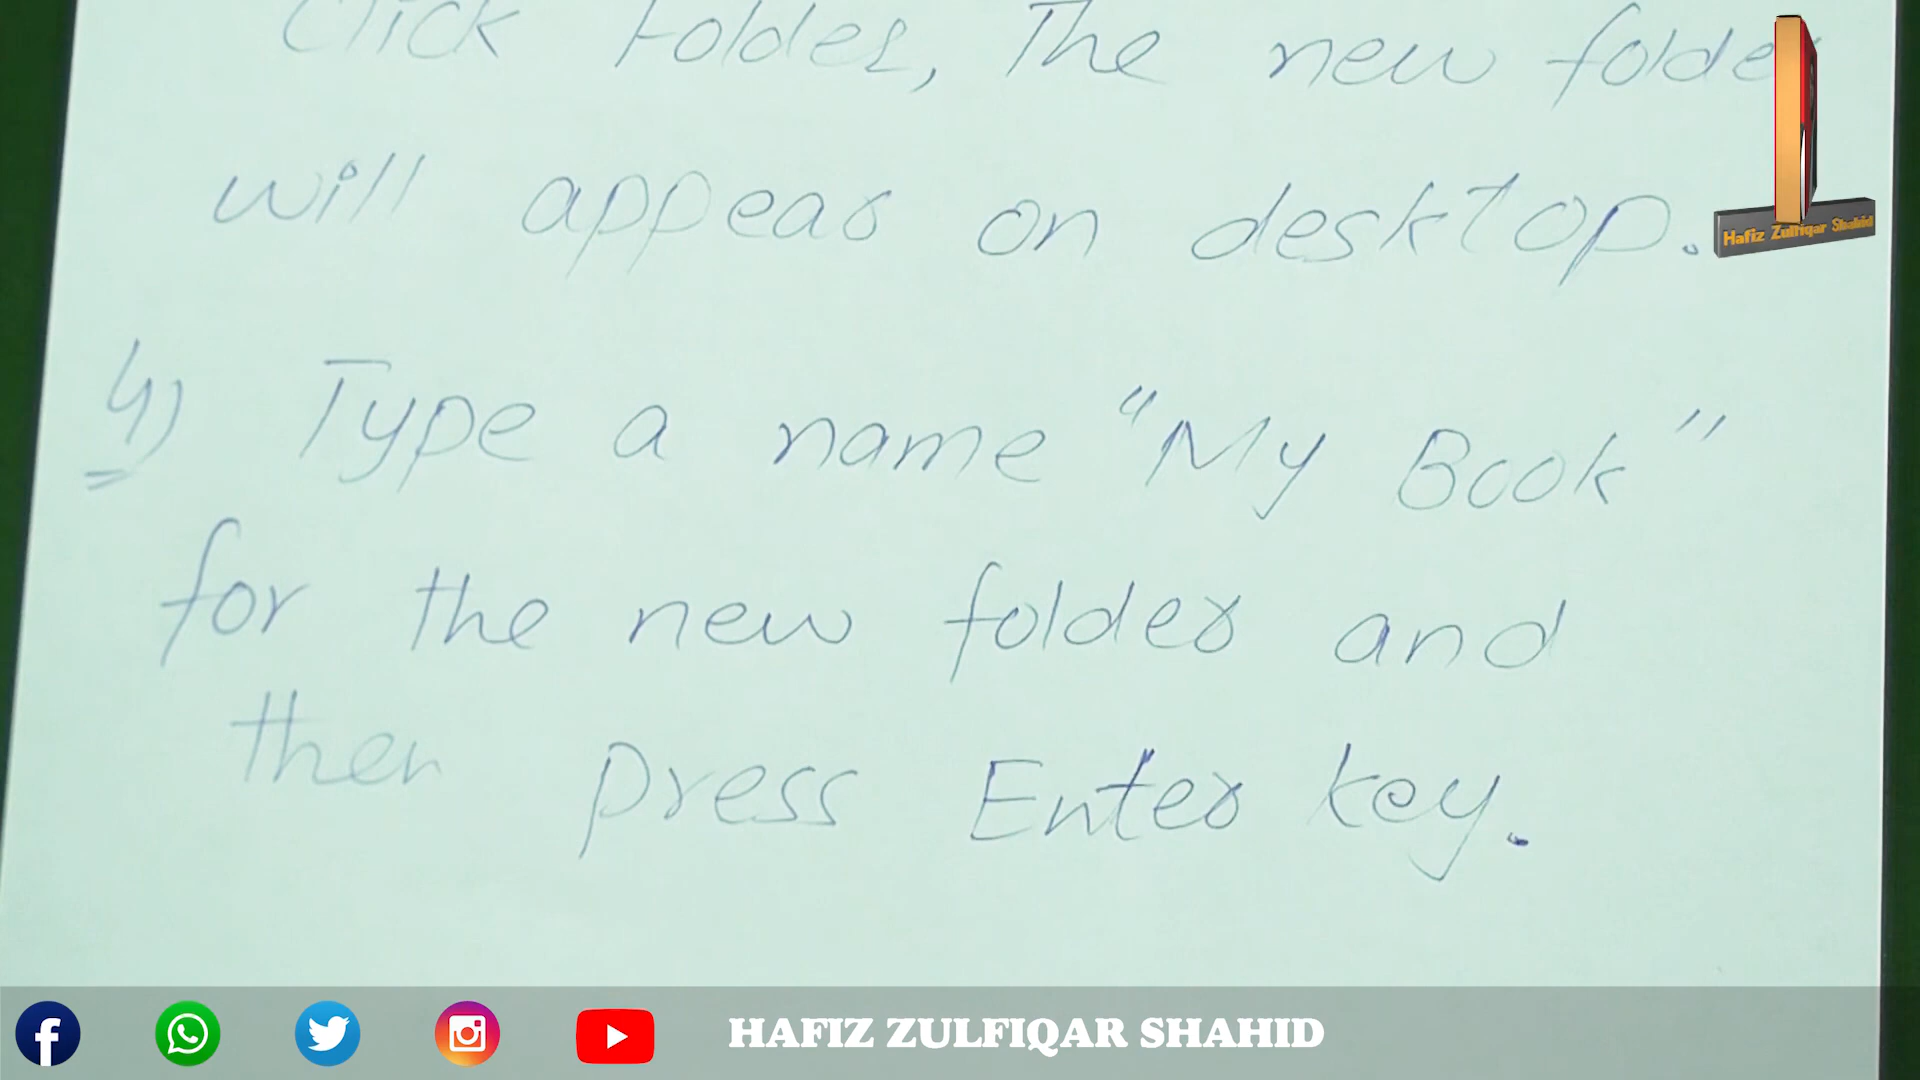 Click Folder, The new folde
will appear on desktop.
Hafiz Zulfiqar Shahid
4) Type a name "My Book"
for the new folder and
then press Enter key.
HAFIZ ZULFIQAR SHAHID